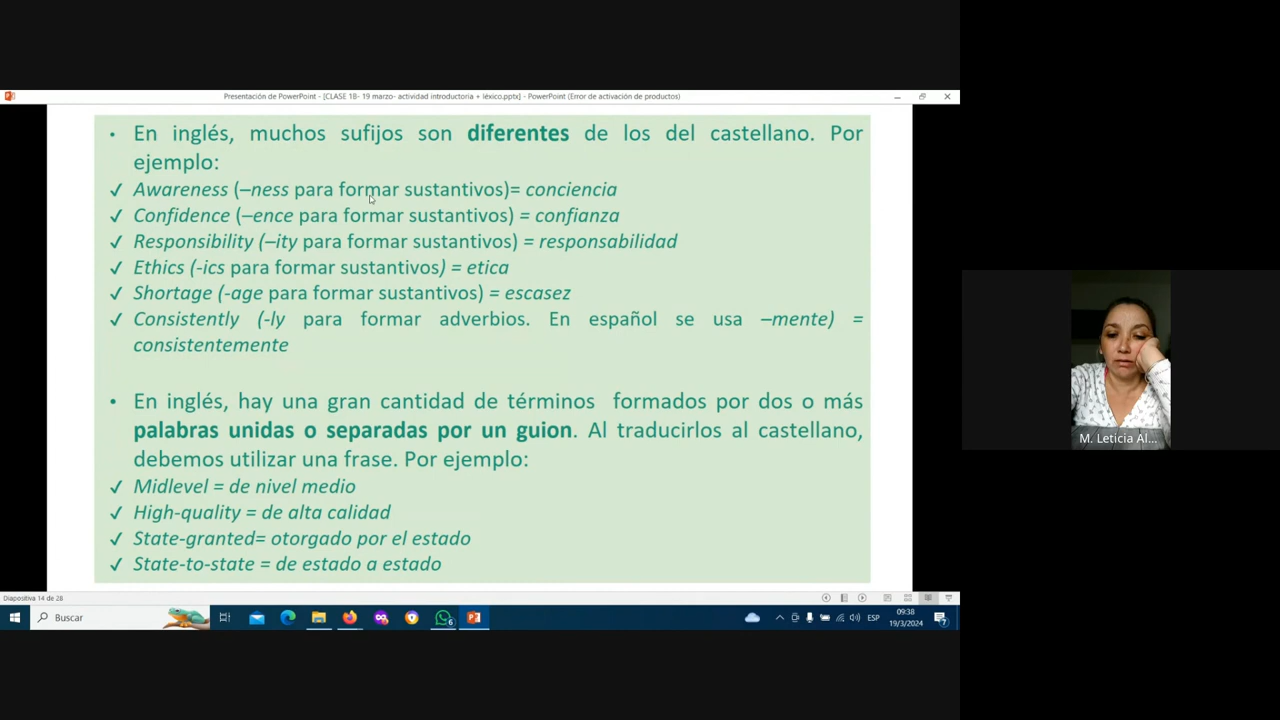 Presentación de PowerPoint - [CLASE 1B- 19 marzo- actividad introductoria + léxico.pptx] - PowerPoint (Error de activación de productos)
• En inglés, muchos sufijos son diferentes de los del castellano. Por
ejemplo:
✓ Awareness (–ness para formar sustantivos)= conciencia
✓ Confidence (–ence para formar sustantivos) = confianza
✓ Responsibility (–ity para formar sustantivos) = responsabilidad
✓ Ethics (-ics para formar sustantivos) = etica
✓ Shortage (-age para formar sustantivos) = escasez
✓ Consistently (-ly para formar adverbios. En español se usa –mente) =
consistentemente
• En inglés, hay una gran cantidad de términos formados por dos o más
palabras unidas o separadas por un guion. Al traducirlos al castellano,
debemos utilizar una frase. Por ejemplo:
✓ Midlevel = de nivel medio
✓ High-quality = de alta calidad
✓ State-granted= otorgado por el estado
✓ State-to-state = de estado a estado
M. Leticia Al...
Diapositiva 14 de 28
Buscar
6
ESP
09:38
19/3/2024
7